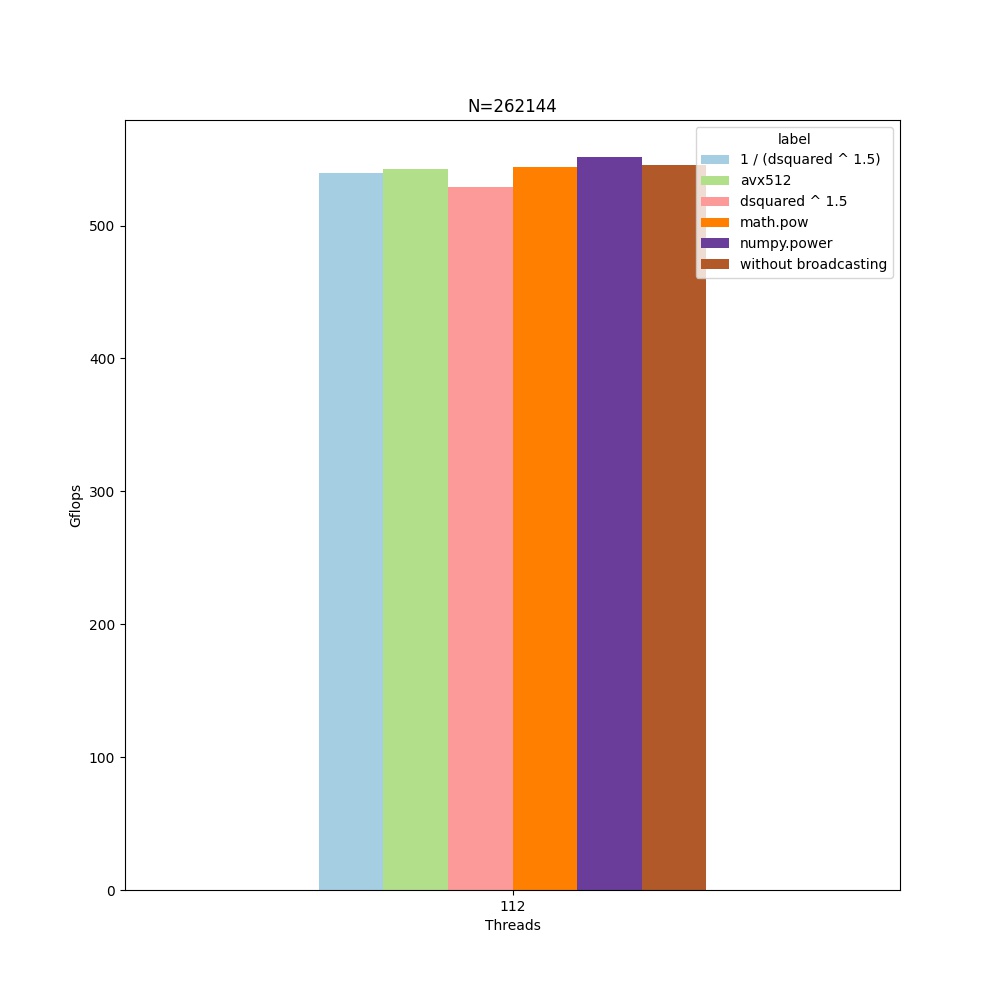 N=262144
label
1 / (dsquared ^ 1.5)
avx512
dsquared ^ 1.5
math.pow
numpy.power
without broadcasting
500
400
300
200
100
0
Gflops
112
Threads